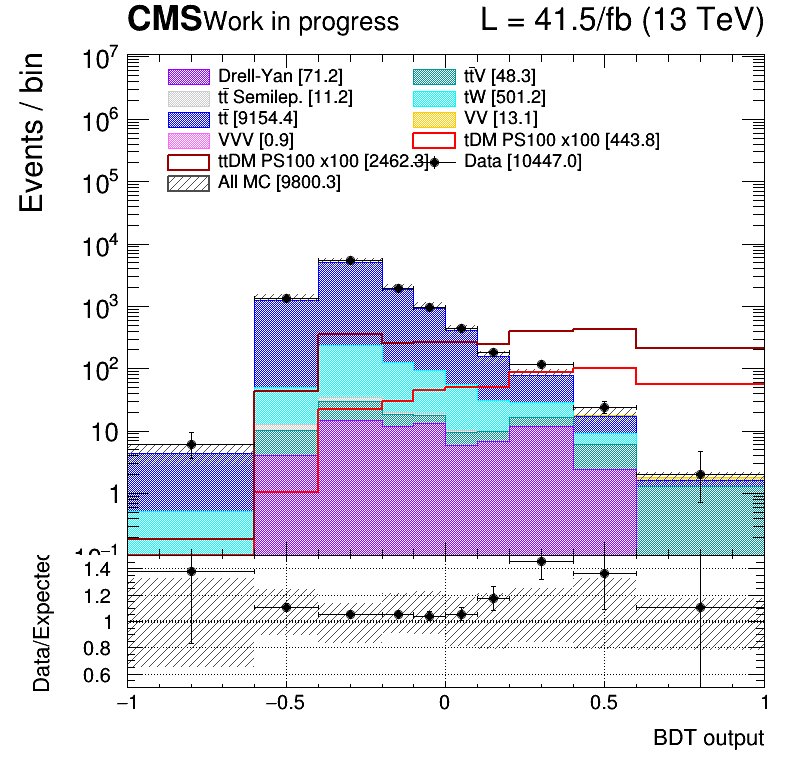 CMS Work in progress L = 41.5/fb (13 TeV)
Events / bin
10⁷
10⁶
10⁵
10⁴
10³
10²
10
1
10⁻¹
Drell-Yan [71.2] tt̄V [48.3]
tt̄ Semilep. [11.2] tW [501.2]
tt̄ [9154.4] VV [13.1]
VVV [0.9] tDM PS100 x100 [443.8]
ttDM PS100 x100 [2462.3] Data [10447.0]
All MC [9800.3]
Data/Expected
1.4
1.2
1
0.8
0.6
−1 −0.5 0 0.5 1
BDT output